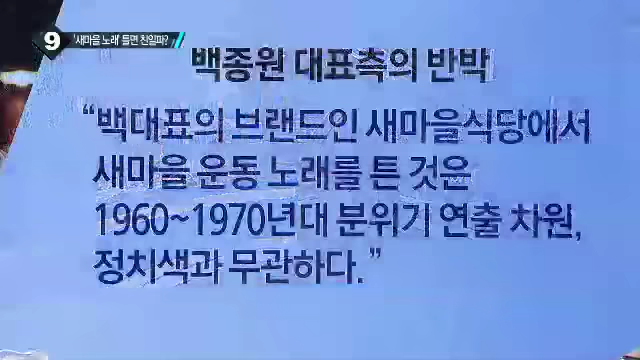 9 '새마을 노래' 틀면 친일파?
백종원 대표측의 반박
"백대표의 브랜드인 새마을식당에서
새마을 운동 노래를 튼 것은
1960~1970년대 분위기 연출 차원,
정치색과 무관하다."